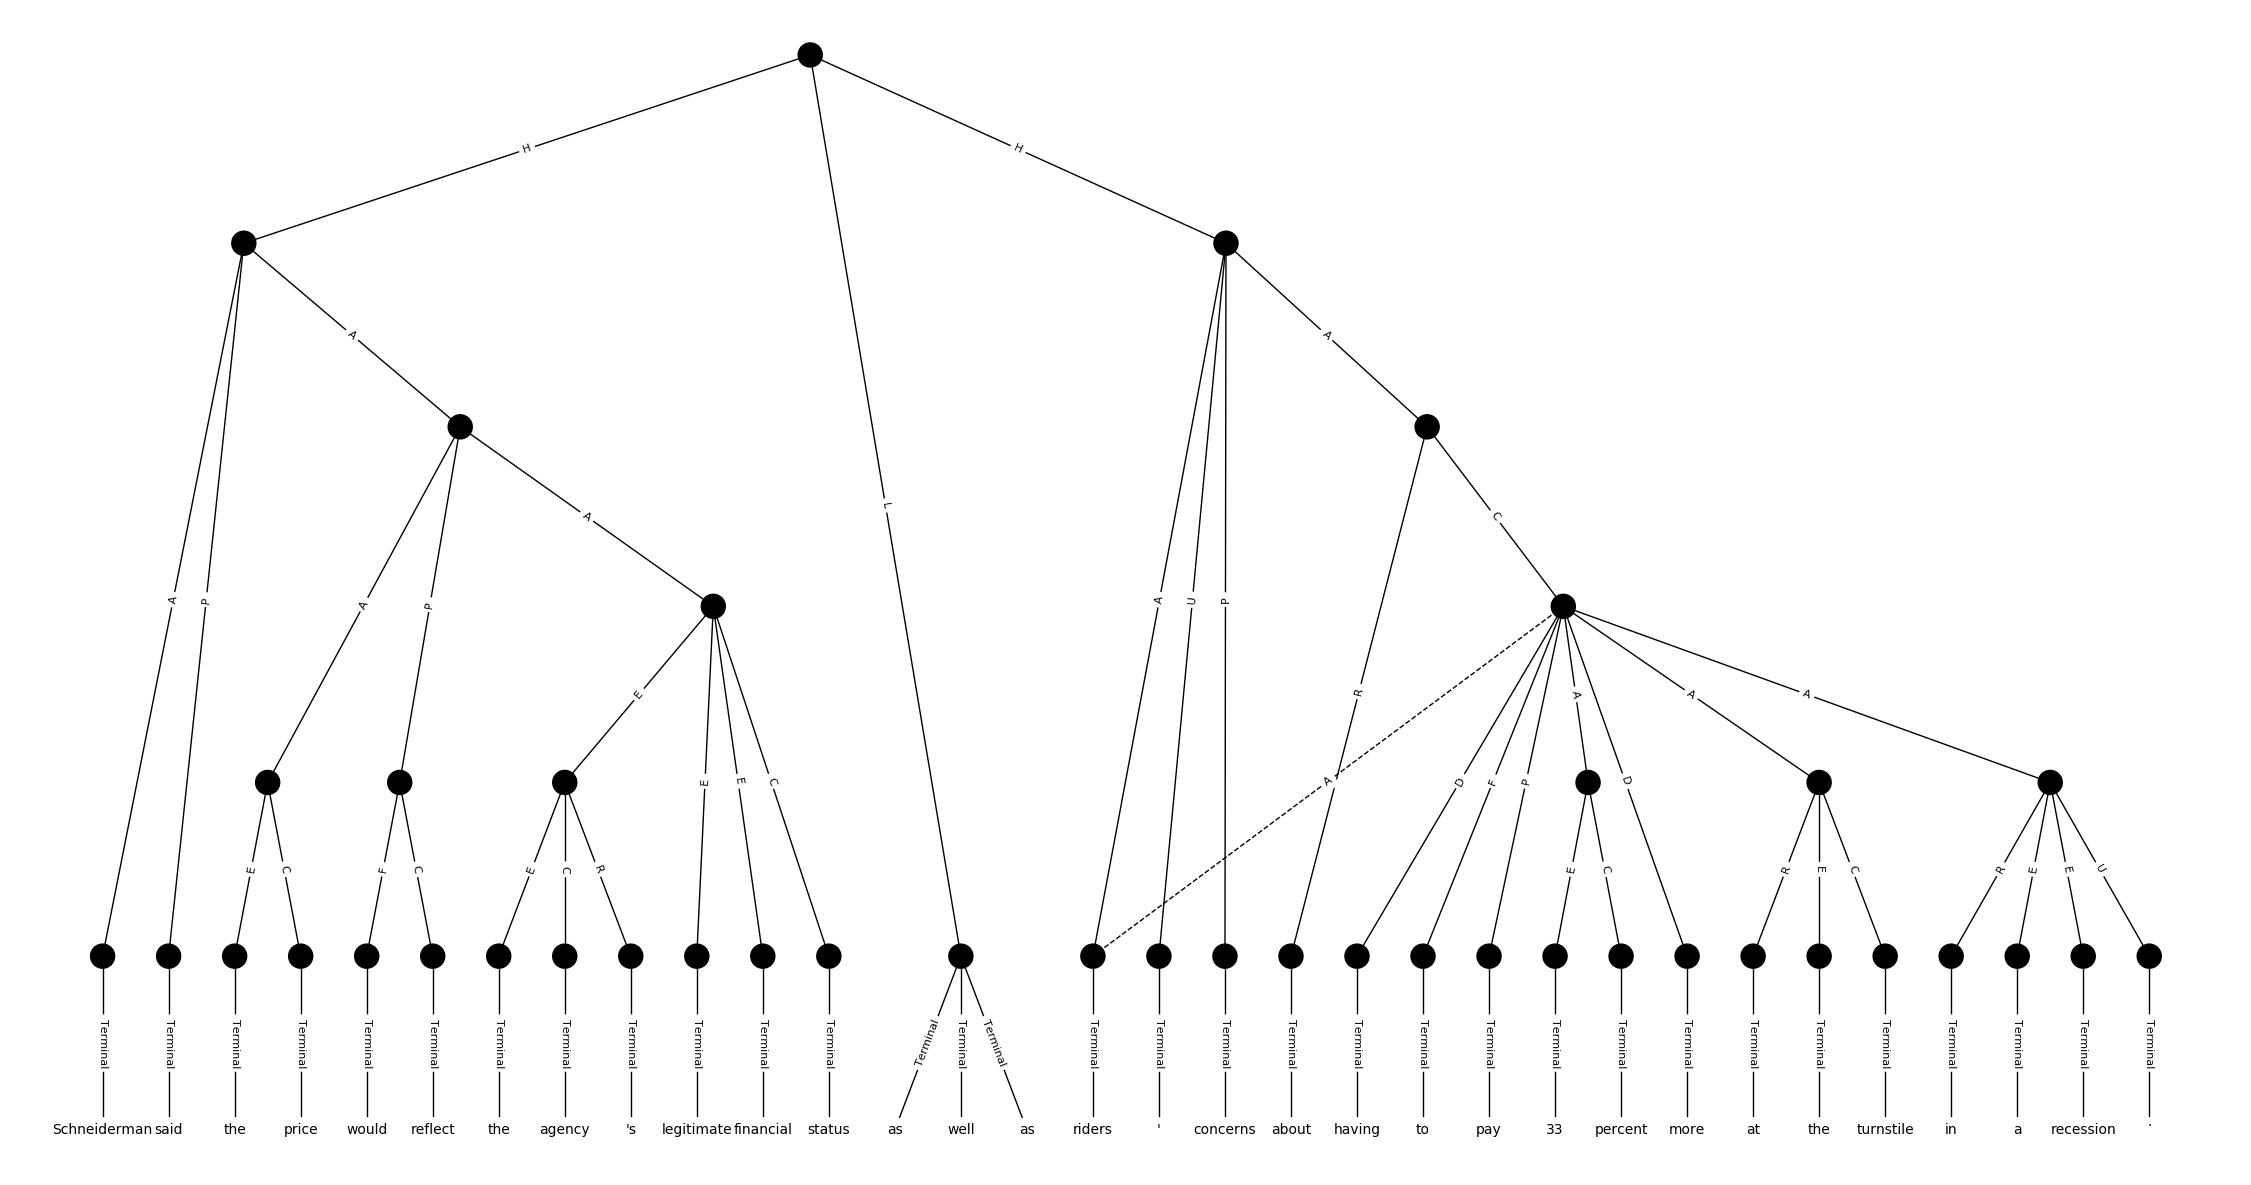 H H
A A
A C
A P U P A P
L
E R A A A
E E E C A D F P D
E C F C E C R E C R E C R E E U
Terminal Terminal Terminal Terminal Terminal Terminal Terminal Terminal Terminal Terminal Terminal Terminal Terminal Terminal Terminal Terminal Terminal Terminal Terminal Terminal Terminal Terminal Terminal Terminal Terminal Terminal Terminal Terminal Terminal Terminal Terminal Terminal
Schneiderman said the price would reflect the agency 's legitimate financial status as well as riders ' concerns about having to pay 33 percent more at the turnstile in a recession .